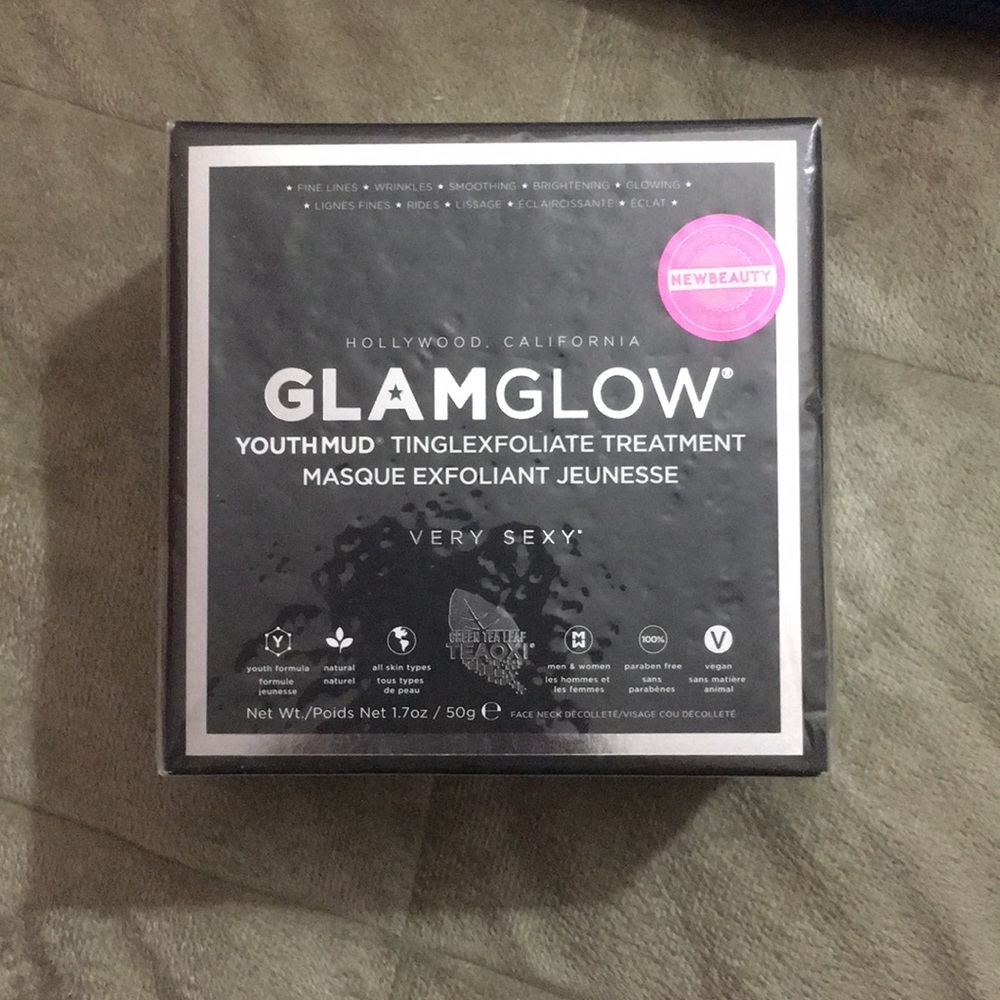 ★ FINE LINES ★ WRINKLES ★ SMOOTHING ★ BRIGHTENING ★ GLOWING ★
★ LIGNES FINES ★ RIDES ★ LISSAGE ★ ÉCLAIRCISSANTE ★ ÉCLAT ★
NEWBEAUTY
HOLLYWOOD, CALIFORNIA
GLAMGLOW®
YOUTHMUD® TINGLEXFOLIATE TREATMENT
MASQUE EXFOLIANT JEUNESSE
VERY SEXY
GREEN TEA LEAF
TEAOXI
Y
youth formula
formule
jeunesse
natural
naturel
all skin types
tous types
de peau
men & women
les hommes et
les femmes
100%
paraben free
sans
parabènes
V
vegan
sans matière
animal
Net Wt./Poids Net 1.7oz / 50g ℮ FACE NECK DÉCOLLETÉ/VISAGE COU DÉCOLLETÉ